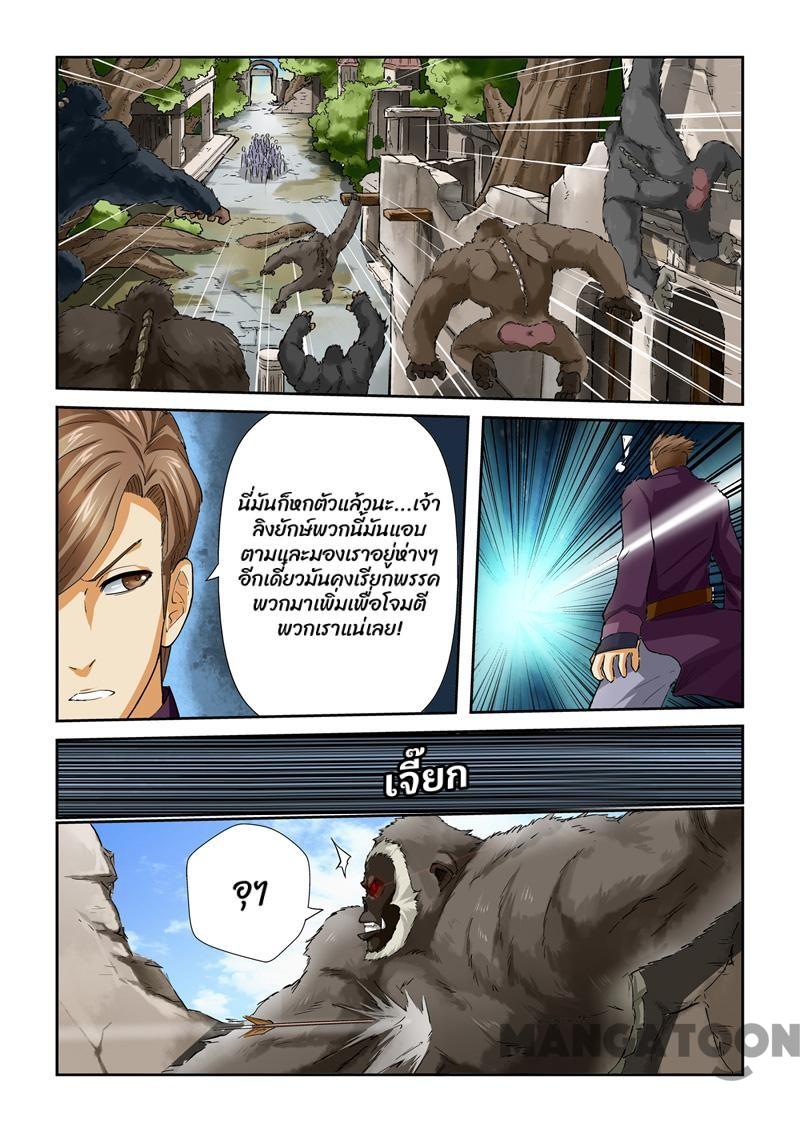 !
นี่มันก็หกตัวแล้วนะ...เจ้า
ลิงยักษ์พวกนี้มันแอบ
ตามและมองเราอยู่ห่างๆ
อีกเดี๋ยวมันคงเรียกพรรค
พวกมาเพิ่มเพื่อโจมตี
พวกเราแน่เลย!
เจี๊ยก
อุๆ
MANGATOON